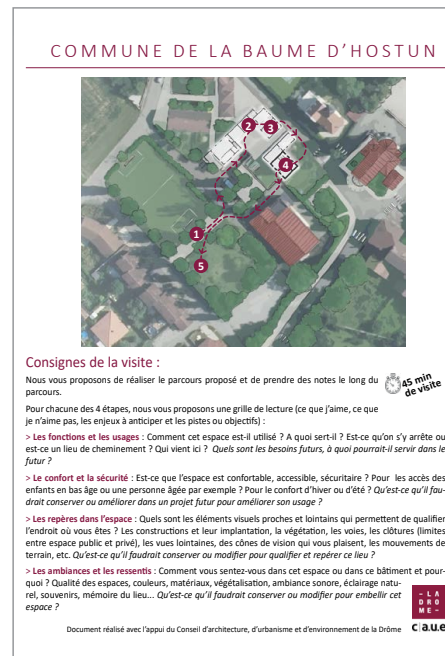 COMMUNE DE LA BAUME D'HOSTUN
2
3
4
1
5
Consignes de la visite :
Nous vous proposons de réaliser le parcours proposé et de prendre des notes le long du
parcours.
45 min
de visite
Pour chacune des 4 étapes, nous vous proposons une grille de lecture (ce que j'aime, ce que
je n'aime pas, les enjeux à anticiper et les pistes ou objectifs) :
> Les fonctions et les usages : Comment cet espace est-il utilisé ? A quoi sert-il ? Est-ce qu'on s'y arrête ou
est-ce un lieu de cheminement ? Qui vient ici ? Quels sont les besoins futurs, à quoi pourrait-il servir dans le
futur ?
> Le confort et la sécurité : Est-ce que l'espace est confortable, accessible, sécuritaire ? Pour les accès des
enfants en bas âge ou une personne âgée par exemple ? Pour le confort d'hiver ou d'été ? Qu'est-ce qu'il fau-
drait conserver ou améliorer dans un projet futur pour améliorer son usage ?
> Les repères dans l'espace : Quels sont les éléments visuels proches et lointains qui permettent de qualifier
l'endroit où vous êtes ? Les constructions et leur implantation, la végétation, les voies, les clôtures (limites
entre espace public et privé), les vues lointaines, des cônes de vision qui vous plaisent, les mouvements de
terrain, etc. Qu'est-ce qu'il faudrait conserver ou modifier pour qualifier et repérer ce lieu ?
> Les ambiances et les ressentis : Comment vous sentez-vous dans cet espace ou dans ce bâtiment et pour-
quoi ? Qualité des espaces, couleurs, matériaux, végétalisation, ambiance sonore, éclairage natu-
rel, souvenirs, mémoire du lieu... Qu'est-ce qu'il faudrait conserver ou modifier pour embellir cet
espace ?
– L A
D R Ô
M E –
c|a.u.e
Document réalisé avec l'appui du Conseil d'architecture, d'urbanisme et d'environnement de la Drôme